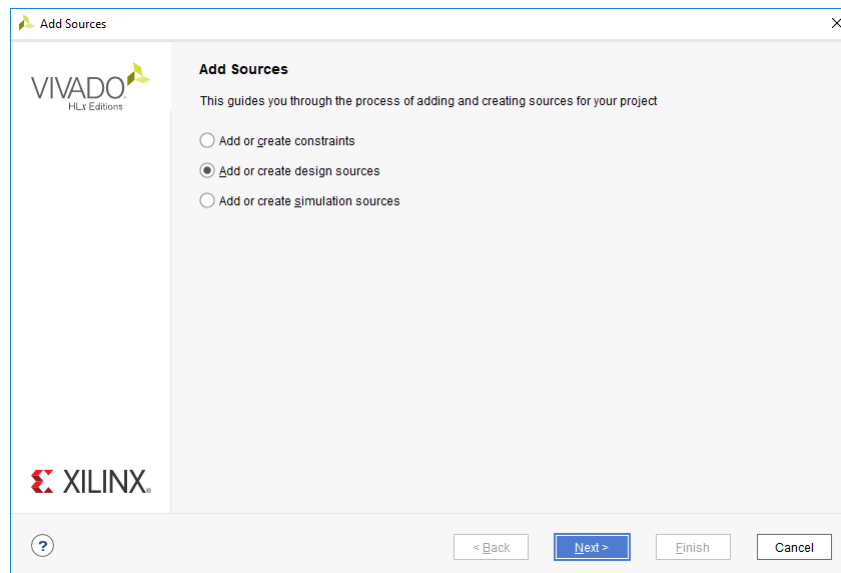 Add Sources
VIVADO.
HLx Editions
Add Sources
This guides you through the process of adding and creating sources for your project
Add or create constraints
Add or create design sources
Add or create simulation sources
XILINX®
?
< Back
Next >
Finish
Cancel